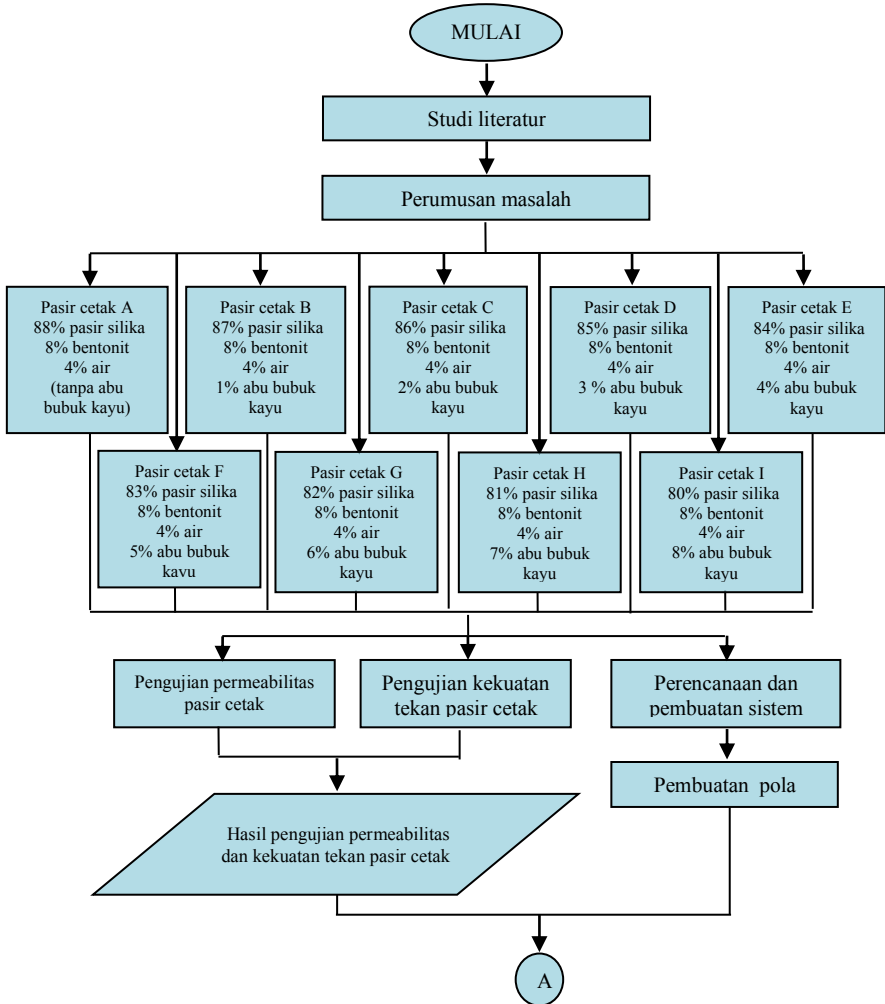 MULAI
Studi literatur
Perumusan masalah
Pasir cetak A
88% pasir silika
8% bentonit
4% air
(tanpa abu
bubuk kayu)
Pasir cetak B
87% pasir silika
8% bentonit
4% air
1% abu bubuk
kayu
Pasir cetak C
86% pasir silika
8% bentonit
4% air
2% abu bubuk
kayu
Pasir cetak D
85% pasir silika
8% bentonit
4% air
3 % abu bubuk
kayu
Pasir cetak E
84% pasir silika
8% bentonit
4% air
4% abu bubuk
kayu
Pasir cetak F
83% pasir silika
8% bentonit
4% air
5% abu bubuk
kayu
Pasir cetak G
82% pasir silika
8% bentonit
4% air
6% abu bubuk
kayu
Pasir cetak H
81% pasir silika
8% bentonit
4% air
7% abu bubuk
kayu
Pasir cetak I
80% pasir silika
8% bentonit
4% air
8% abu bubuk
kayu
Pengujian permeabilitas
pasir cetak
Pengujian kekuatan
tekan pasir cetak
Perencanaan dan
pembuatan sistem
Pembuatan pola
Hasil pengujian permeabilitas
dan kekuatan tekan pasir cetak
A